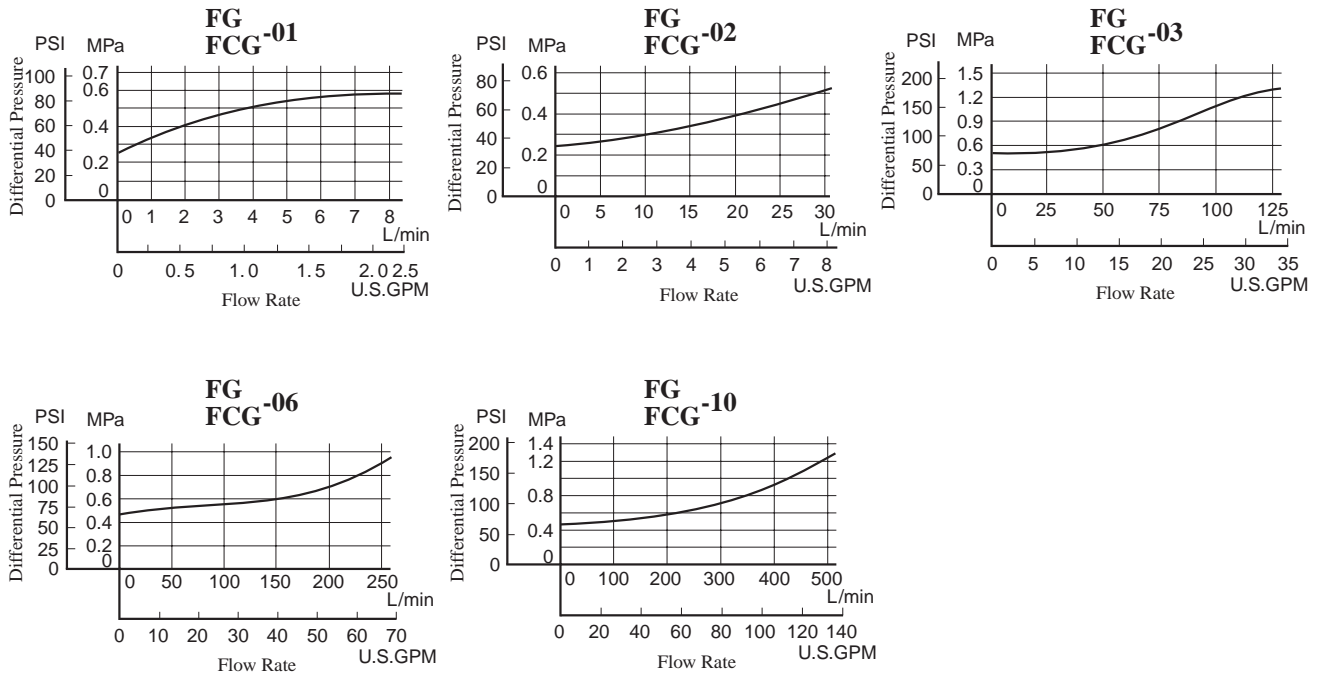 FG
FCG-01
PSI MPa
Differential Pressure
100
80
60
40
20
0
0.7
0.6
0.4
0.2
0
0 1 2 3 4 5 6 7 8
L/min
0 0.5 1.0 1.5 2.0 2.5
U.S.GPM
Flow Rate
FG
FCG-02
PSI MPa
Differential Pressure
80
60
40
20
0
0.6
0.4
0.2
0
0 5 10 15 20 25 30
L/min
0 1 2 3 4 5 6 7 8
U.S.GPM
Flow Rate
FG
FCG-03
PSI MPa
Differential Pressure
200
150
100
50
0
1.5
1.2
0.9
0.6
0.3
0
0 25 50 75 100 125
L/min
0 5 10 15 20 25 30 35
U.S.GPM
Flow Rate
FG
FCG-06
PSI MPa
Differential Pressure
150
125
100
75
50
25
0
1.0
0.8
0.6
0.4
0.2
0
0 50 100 150 200 250
L/min
0 10 20 30 40 50 60 70
U.S.GPM
Flow Rate
FG
FCG-10
PSI MPa
Differential Pressure
200
150
100
50
0
1.4
1.2
0.8
0.4
0
0 100 200 300 400 500
L/min
0 20 40 60 80 100 120 140
U.S.GPM
Flow Rate